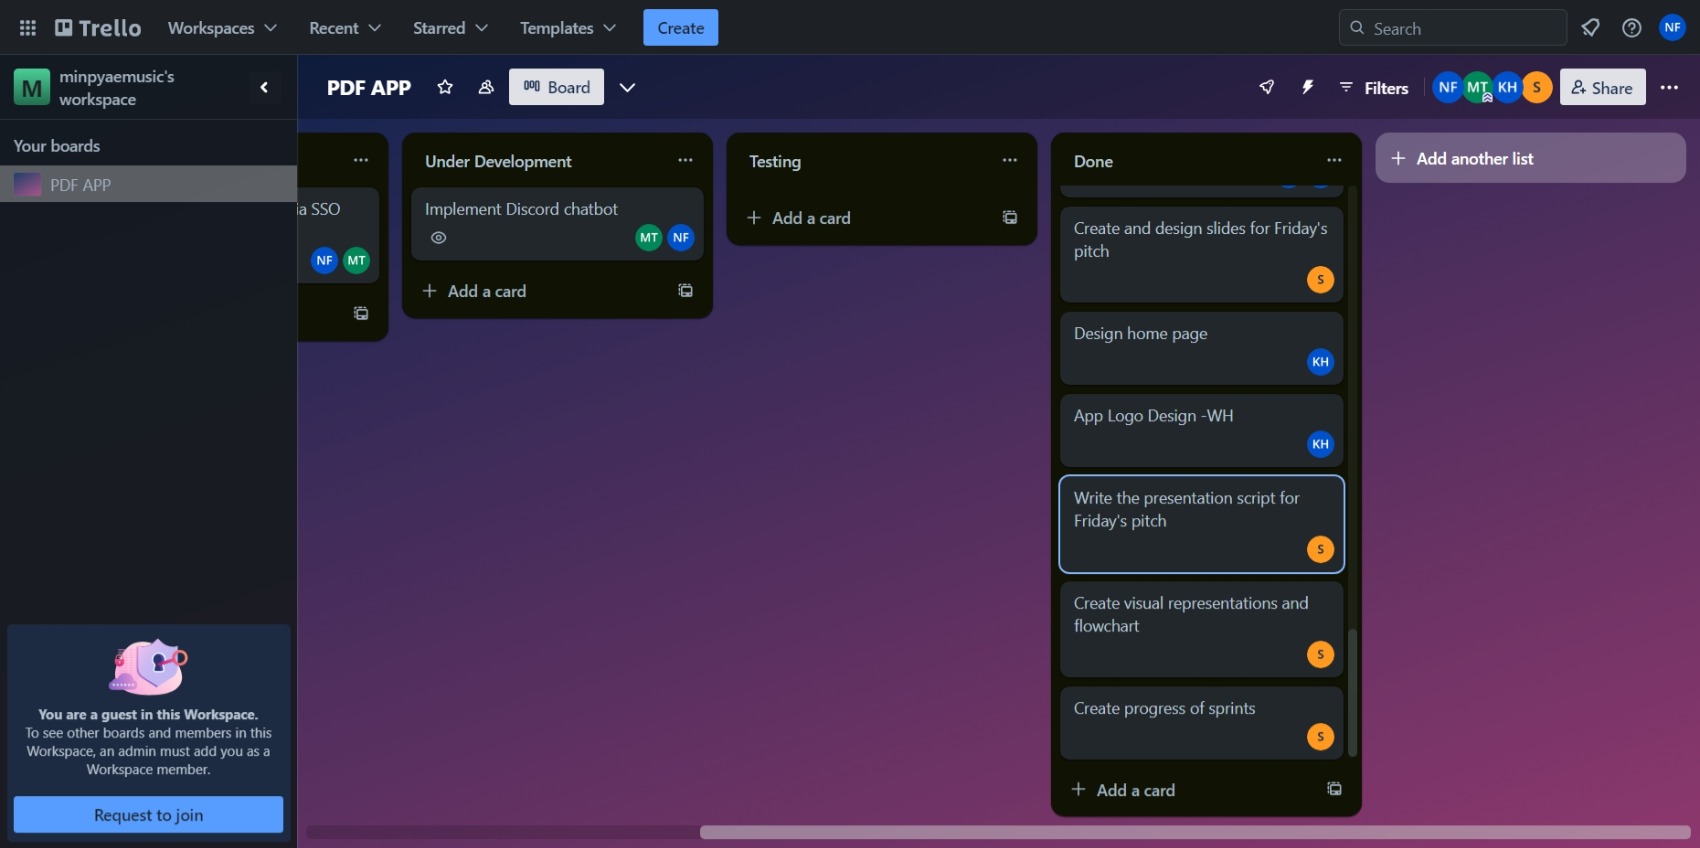 Trello
Workspaces
Recent
Starred
Templates
Create
Search
NF
M
minpyaemusic's
workspace
PDF APP
Board
Filters
NF
MT
KH
S
Share
Your boards
PDF APP
ia SSO
NF
MT
Under Development
Implement Discord chatbot
MT
NF
+ Add a card
Testing
+ Add a card
Done
Create and design slides for Friday's
pitch
S
Design home page
KH
App Logo Design -WH
KH
Write the presentation script for
Friday's pitch
S
Create visual representations and
flowchart
S
Create progress of sprints
S
+ Add a card
+ Add another list
You are a guest in this Workspace.
To see other boards and members in this
Workspace, an admin must add you as a
Workspace member.
Request to join